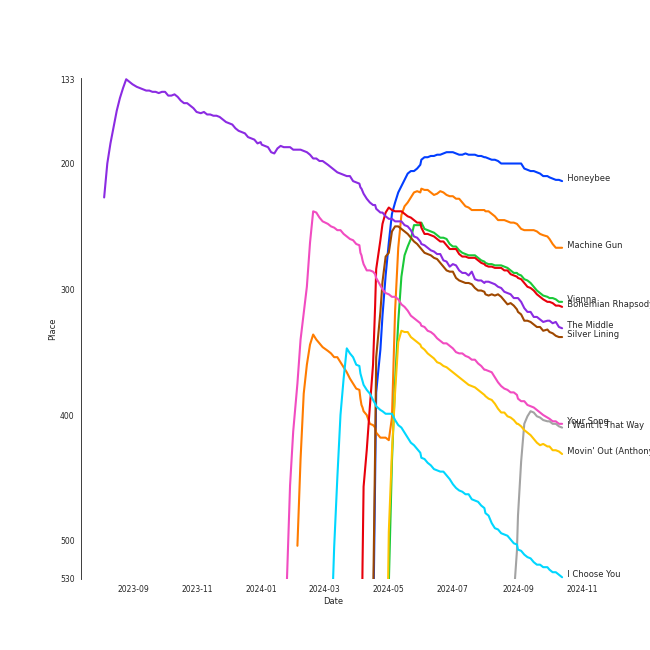 133
200
300
400
500
530
Place
2023-09
2023-11
2024-01
2024-03
2024-05
2024-07
2024-09
2024-11
Date
Honeybee
Machine Gun
Vienna
Bohemian Rhapsody
The Middle
Silver Lining
Your Song
I Want It That Way
Movin' Out (Anthony
I Choose You